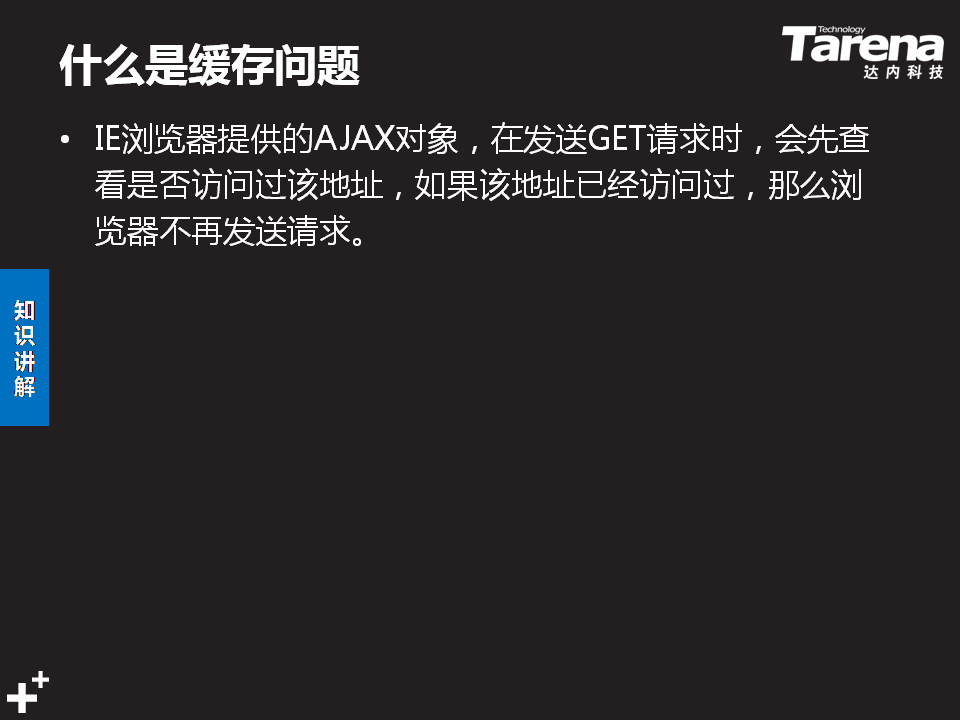 什么是缓存问题
Technology
Tarena
达内科技
• IE浏览器提供的AJAX对象，在发送GET请求时，会先查
看是否访问过该地址，如果该地址已经访问过，那么浏
览器不再发送请求。
知
识
讲
解